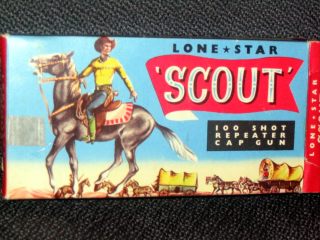 LONE ★ STAR
'SCOUT'
100 SHOT
REPEATER
CAP GUN
LONE ★ STAR